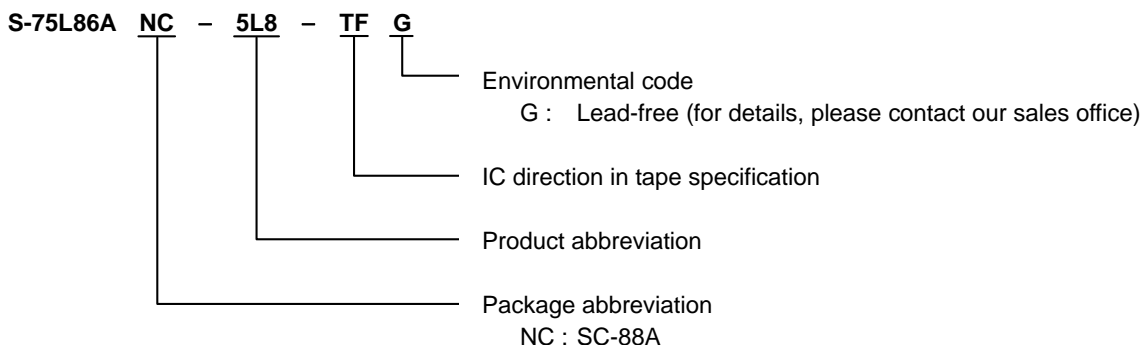 S-75L86A NC – 5L8 – TF G
Environmental code
G : Lead-free (for details, please contact our sales office)
IC direction in tape specification
Product abbreviation
Package abbreviation
NC : SC-88A